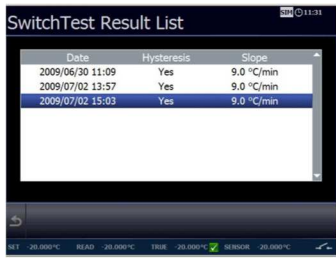 SwitchTest Result List
SIM 11:31
Date Hysteresis Slope
2009/06/30 11:09 Yes 9.0 °C/min
2009/07/02 13:57 Yes 9.0 °C/min
2009/07/02 15:03 Yes 9.0 °C/min
SET -20.000°C READ -20.000°C TRUE -20.000°C SENSOR -20.000°C